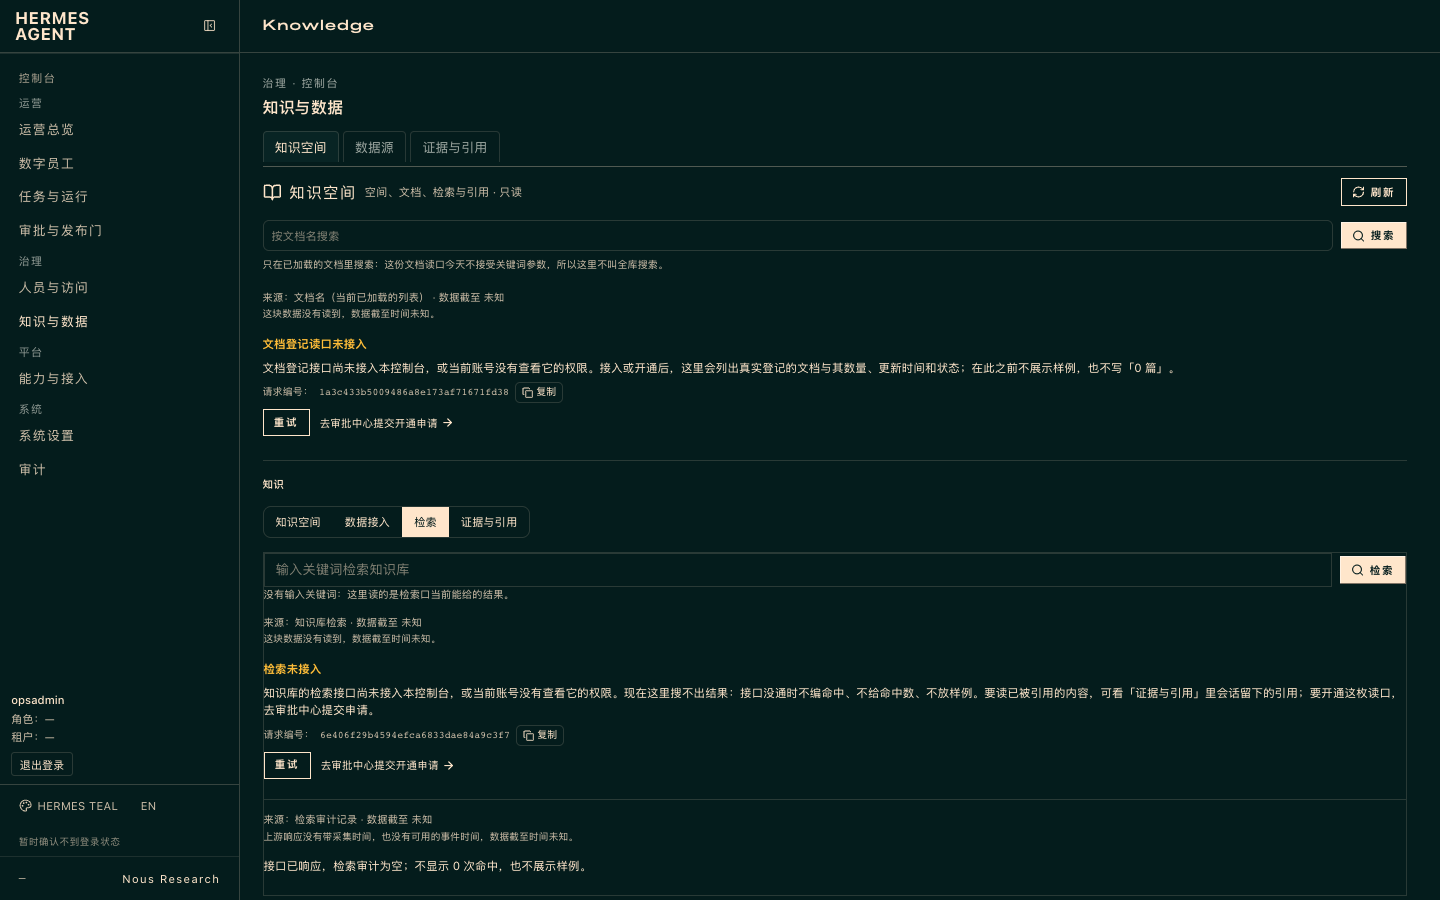 HERMES
AGENT
控制台
运营
运营总览
数字员工
任务与运行
审批与发布门
治理
人员与访问
知识与数据
平台
能力与接入
系统
系统设置
审计
opsadmin
角色: —
租户: —
退出登录
HERMES TEAL EN
暂时确认不到登录状态
— Nous Research
Knowledge
治理 · 控制台
知识与数据
知识空间 数据源 证据与引用
知识空间 空间、文档、检索与引用 · 只读 刷新
按文档名搜索 搜索
只在已加载的文档里搜索：这份文档读口今天不接受关键词参数，所以这里不叫全库搜索。
来源：文档名（当前已加载的列表） · 数据截至 未知
这块数据没有读到，数据截至时间未知。
文档登记读口未接入
文档登记接口尚未接入本控制台，或当前账号没有查看它的权限。接入或开通后，这里会列出真实登记的文档与其数量、更新时间和状态；在此之前不展示样例，也不写「0 篇」。
请求编号： 1a3c433b5009486a8e173af71671fd38 复制
重试 去审批中心提交开通申请 →
知识
知识空间 数据接入 检索 证据与引用
输入关键词检索知识库 检索
没有输入关键词：这里读的是检索口当前能给的结果。
来源：知识库检索 · 数据截至 未知
这块数据没有读到，数据截至时间未知。
检索未接入
知识库的检索接口尚未接入本控制台，或当前账号没有查看它的权限。现在这里搜不出结果：接口没通时不编命中、不给命中数、不放样例。要读已被引用的内容，可看「证据与引用」里会话留下的引用；要开通这枚读口，
去审批中心提交申请。
请求编号： 6e406f29b4594efca6833dae84a9c3f7 复制
重试 去审批中心提交开通申请 →
来源：检索审计记录 · 数据截至 未知
上游响应没有带采集时间，也没有可用的事件时间，数据截至时间未知。
接口已响应，检索审计为空；不显示 0 次命中，也不展示样例。